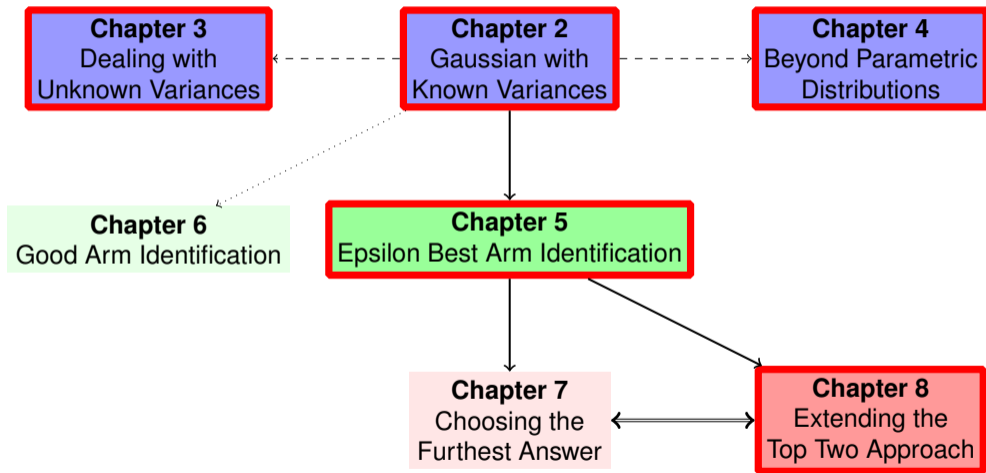 Chapter 3
Dealing with
Unknown Variances
Chapter 2
Gaussian with
Known Variances
Chapter 4
Beyond Parametric
Distributions
Chapter 6
Good Arm Identification
Chapter 5
Epsilon Best Arm Identification
Chapter 7
Choosing the
Furthest Answer
Chapter 8
Extending the
Top Two Approach